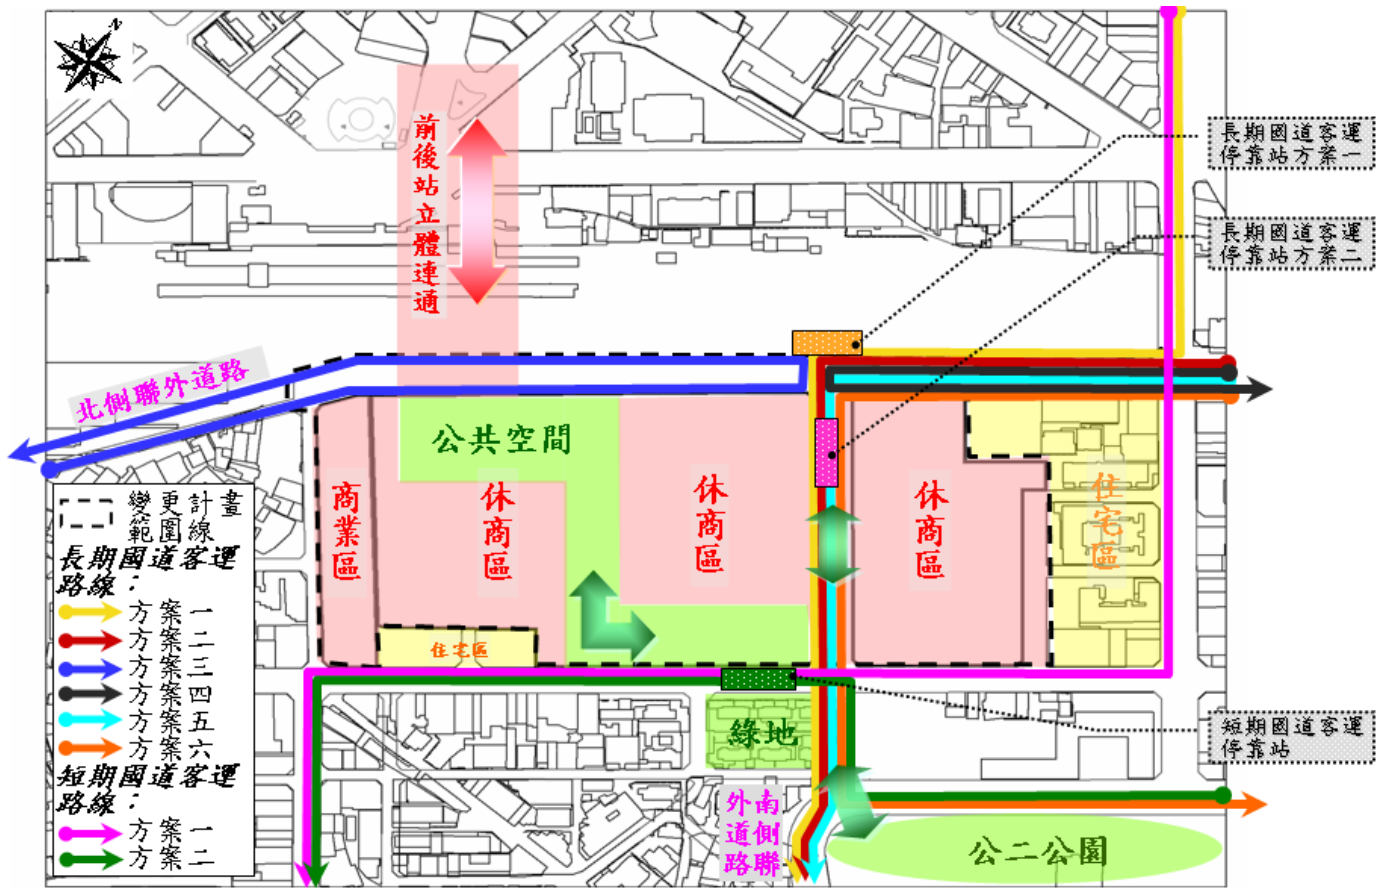 N
前後站立體連通
長期國道客運
停靠站方案一
長期國道客運
停靠站方案二
北側聯外道路
公共空間
商業區
休商區
休商區
休商區
住宅區
住宅區
變更計畫
範圍線
長期國道客運
路線：
方案一
方案二
方案三
方案四
方案五
方案六
短期國道客運
路線：
方案一
方案二
綠地
短期國道客運
停靠站
南側聯
外道路
公二公園